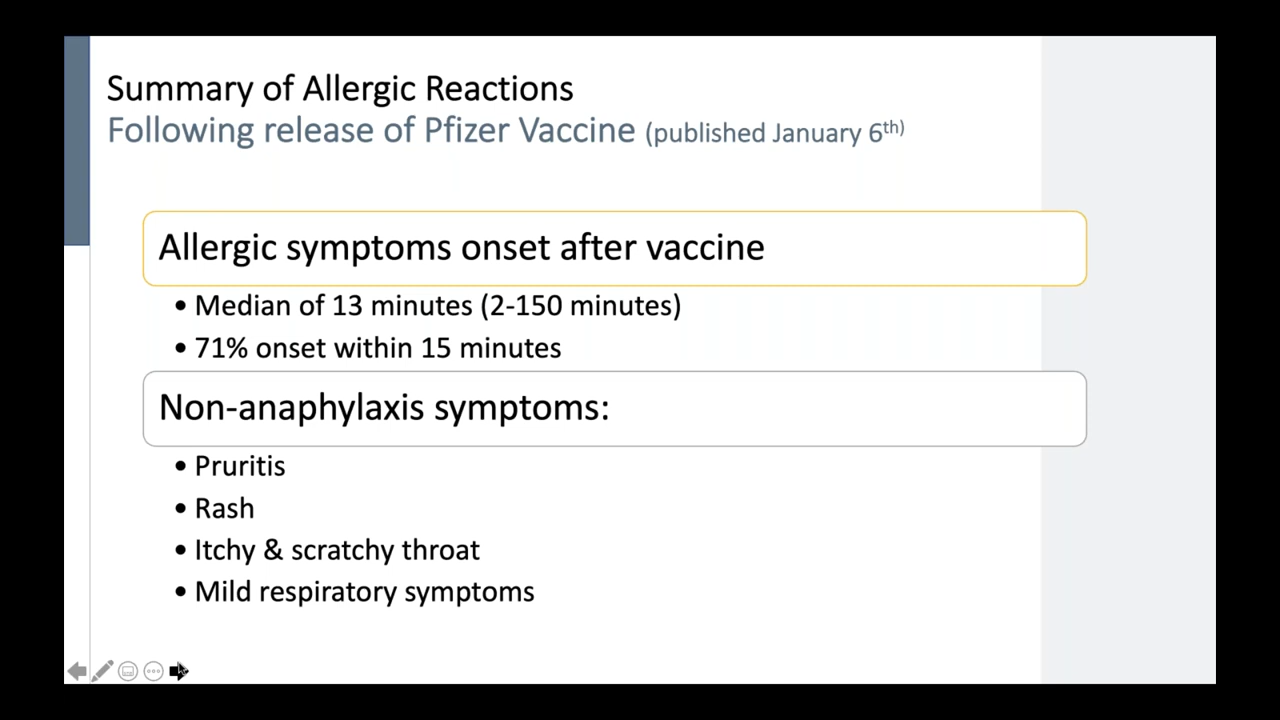 Summary of Allergic Reactions
Following release of Pfizer Vaccine (published January 6th)
Allergic symptoms onset after vaccine
• Median of 13 minutes (2-150 minutes)
• 71% onset within 15 minutes
Non-anaphylaxis symptoms:
• Pruritis
• Rash
• Itchy & scratchy throat
• Mild respiratory symptoms